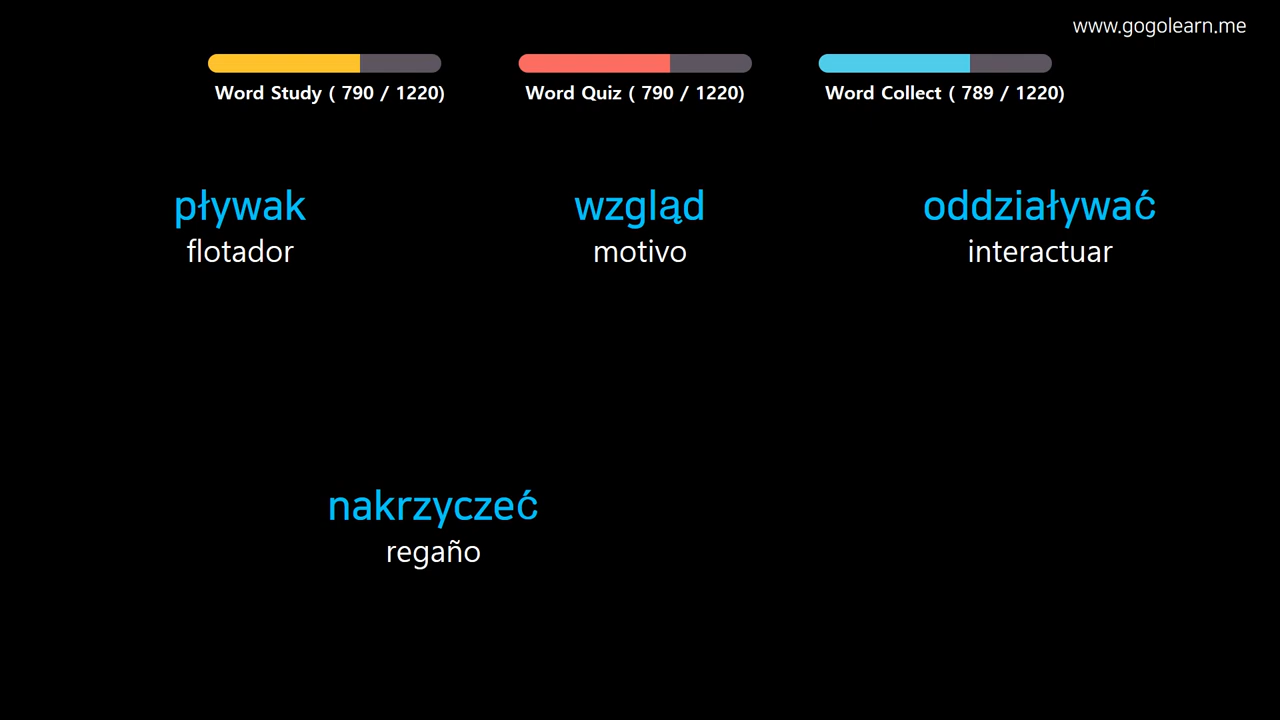 www.gogolearn.me
Word Study ( 790 / 1220)
Word Quiz ( 790 / 1220)
Word Collect ( 789 / 1220)
pływak
flotador
wzgląd
motivo
oddziaływać
interactuar
nakrzyczeć
regaño